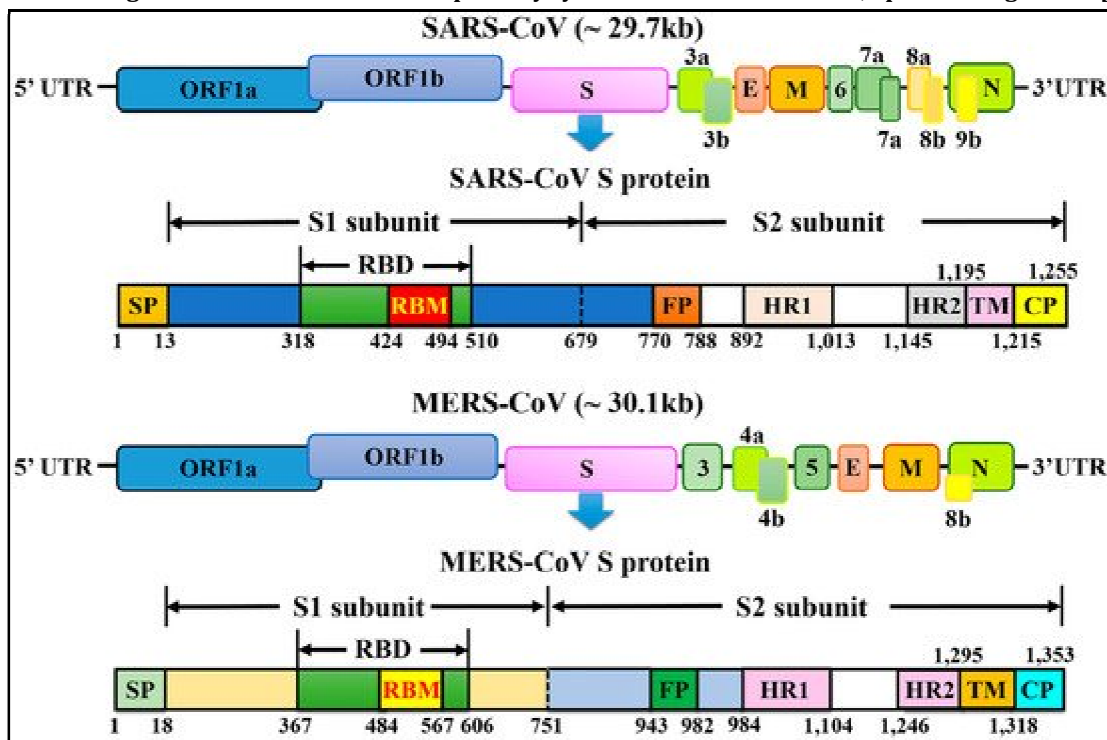 SARS-CoV (~ 29.7kb)
3a 7a 8a
5' UTR ORF1a ORF1b S E M 6 N 3'UTR
3b 7a 8b 9b
SARS-CoV S protein
S1 subunit S2 subunit
RBD 1,195 1,255
SP RBM FP HR1 HR2 TM CP
1 13 318 424 494 510 679 770 788 892 1,013 1,145 1,215
MERS-CoV (~ 30.1kb)
4a
5' UTR ORF1a ORF1b S 3 5 E M N 3'UTR
4b 8b
MERS-CoV S protein
S1 subunit S2 subunit
RBD 1,295 1,353
SP RBM FP HR1 HR2 TM CP
1 18 367 484 567 606 751 943 982 984 1,104 1,246 1,318